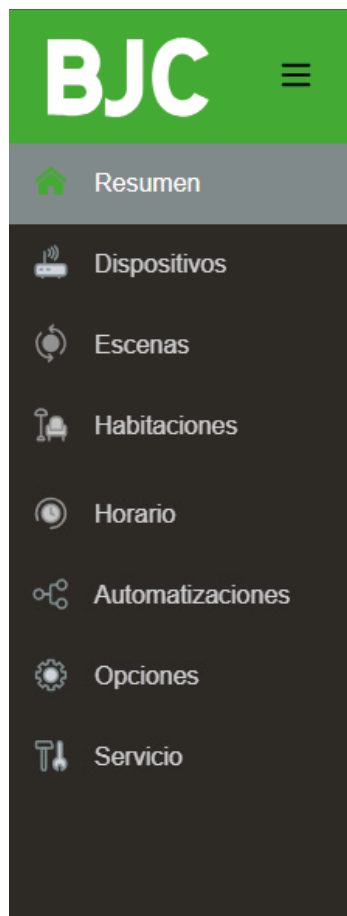 BJC
Resumen
Dispositivos
Escenas
Habitaciones
Horario
Automatizaciones
Opciones
Servicio